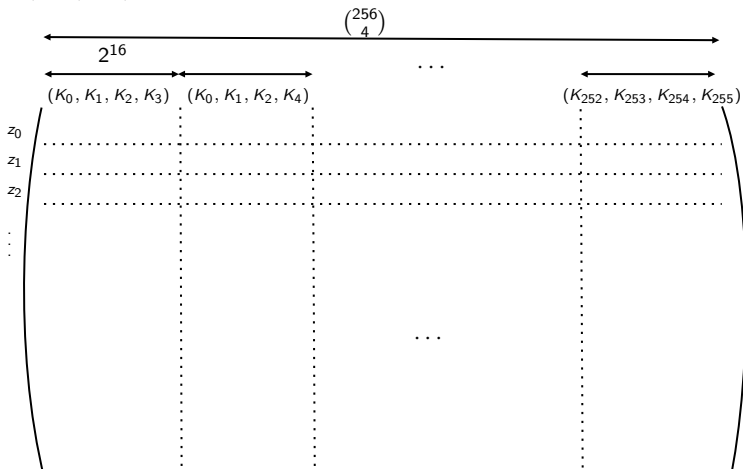 (256 4)
2^16 ...
(K_0, K_1, K_2, K_3) (K_0, K_1, K_2, K_4) (K_252, K_253, K_254, K_255)
z_0
z_1
z_2
⋮
...